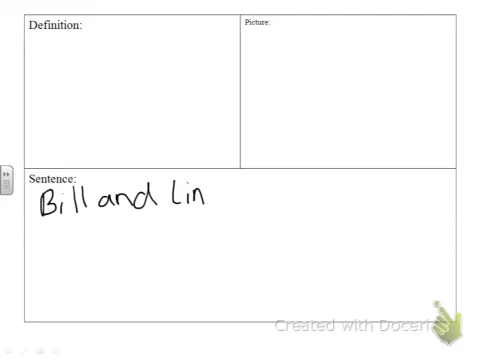 Definition:
Picture:
Sentence:
Bill and Lin
Created with Doceri